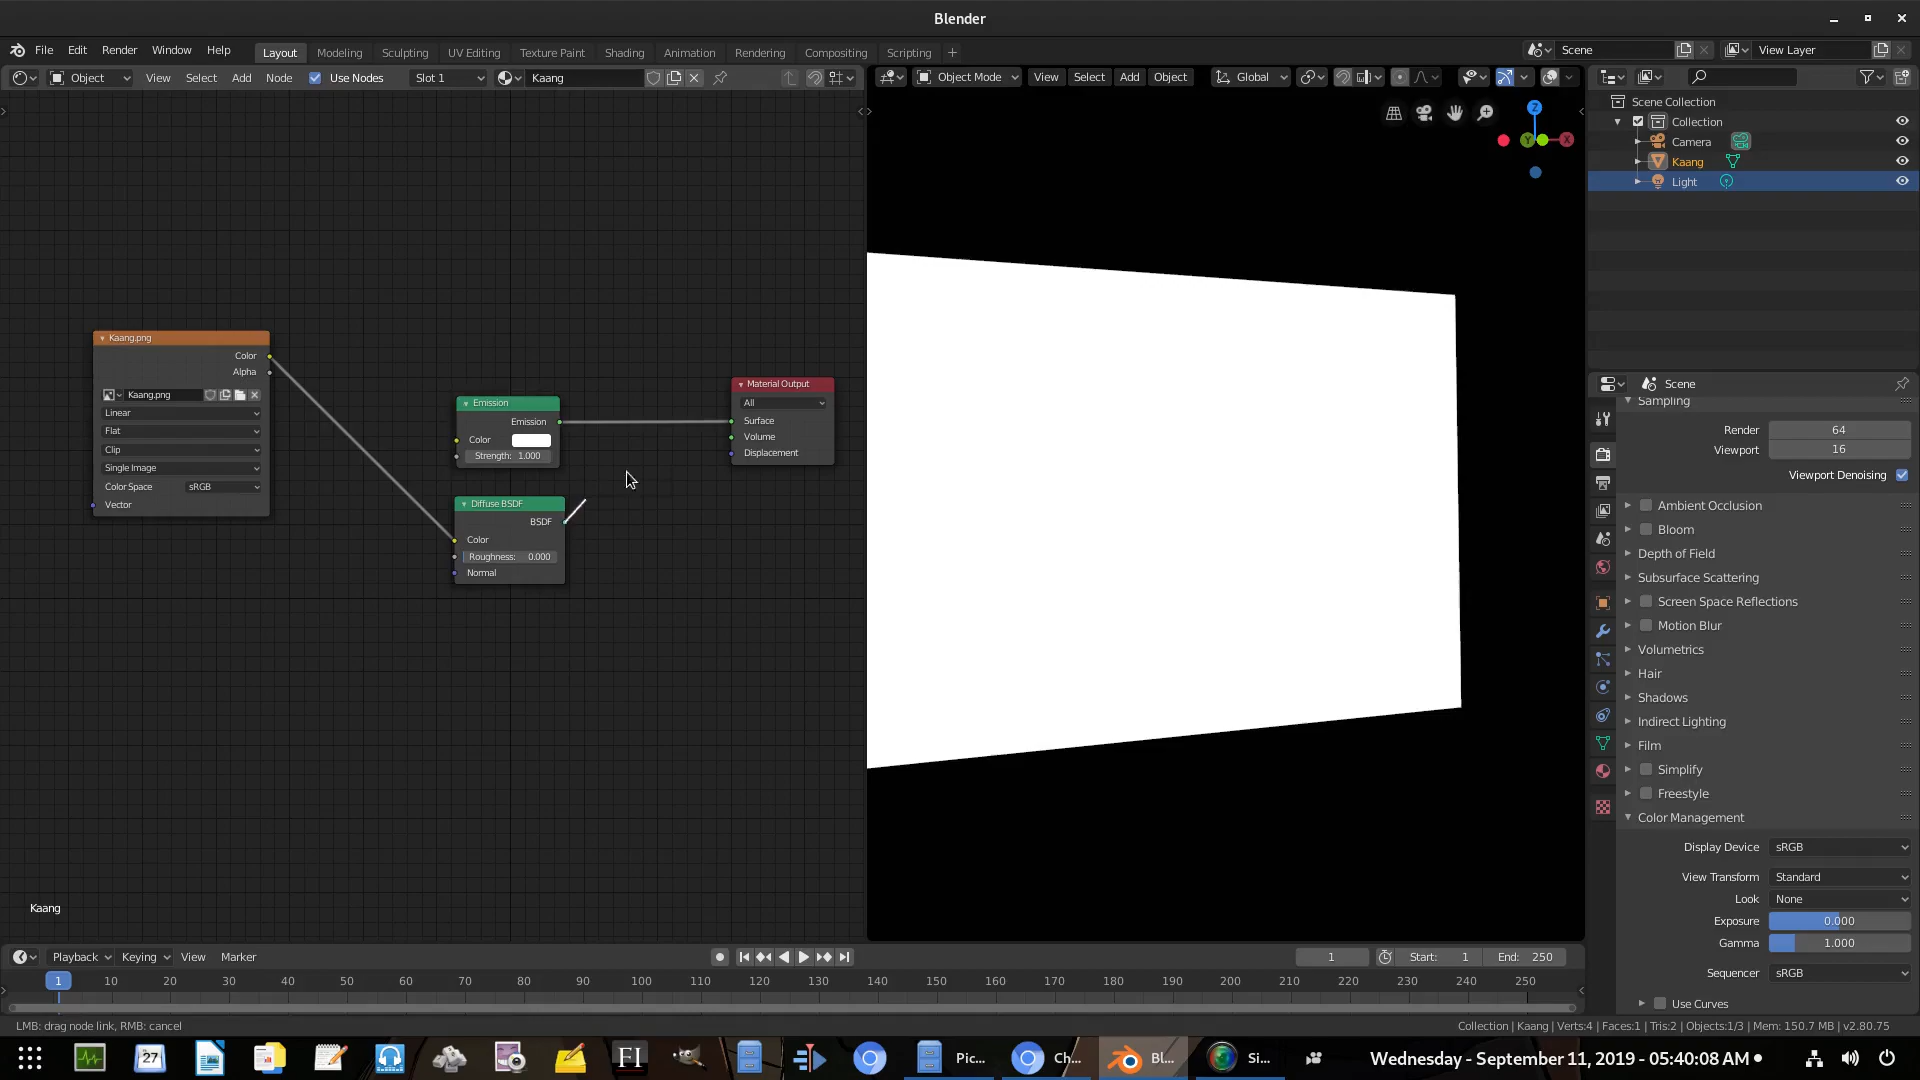 Blender
File Edit Render Window Help
Layout Modeling Sculpting UV Editing Texture Paint Shading Animation Rendering Compositing Scripting +
Scene View Layer
Object View Select Add Node Use Nodes Slot 1 Kaang
Object Mode View Select Add Object Global
Scene Collection
Collection
Camera
Kaang
Light
Z
Y
X
Kaang.png
Color
Alpha
Kaang.png
Linear
Flat
Clip
Single Image
Color Space sRGB
Vector
Emission
Emission
Color
Strength: 1.000
Diffuse BSDF
BSDF
Color
Roughness: 0.000
Normal
Material Output
All
Surface
Volume
Displacement
Kaang
Scene
Sampling
Render 64
Viewport 16
Viewport Denoising
Ambient Occlusion
Bloom
Depth of Field
Subsurface Scattering
Screen Space Reflections
Motion Blur
Volumetrics
Hair
Shadows
Indirect Lighting
Film
Simplify
Freestyle
Color Management
Display Device sRGB
View Transform Standard
Look None
Exposure 0.000
Gamma 1.000
Sequencer sRGB
Use Curves
Playback Keying View Marker
1 Start: 1 End: 250
1 10 20 30 40 50 60 70 80 90 100 110 120 130 140 150 160 170 180 190 200 210 220 230 240 250
LMB: drag node link, RMB: cancel
Collection | Kaang | Verts:4 | Faces:1 | Tris:2 | Objects:1/3 | Mem: 150.7 MB | v2.80.75
27 FI Pic... Ch... Bl... Si... Wednesday - September 11, 2019 - 05:40:08 AM